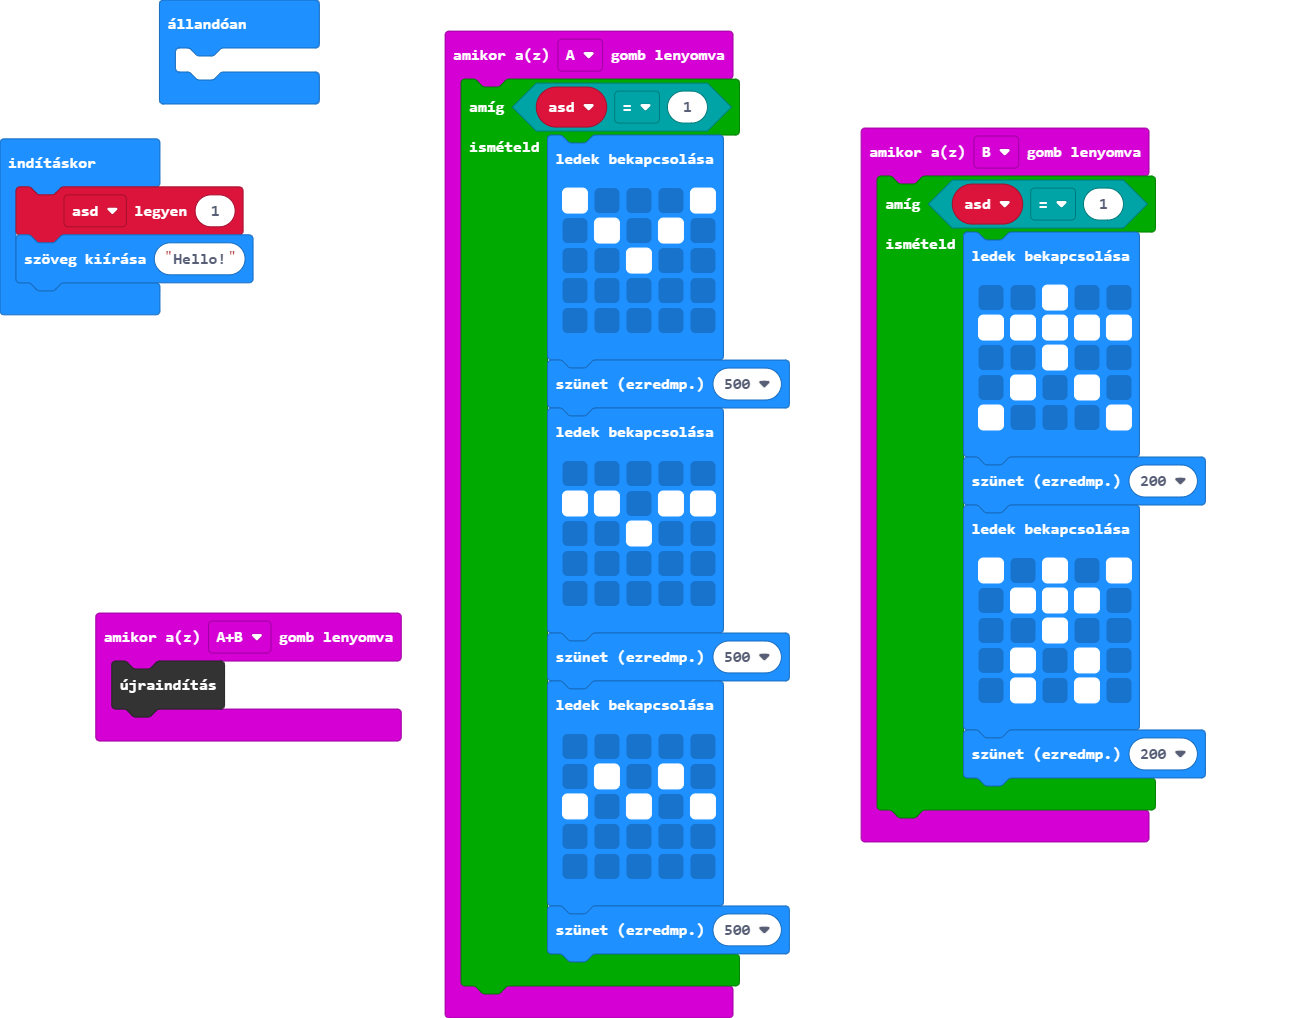 állandóan
indításkor
asd legyen 1
szöveg kiírása "Hello!"
amikor a(z) A+B gomb lenyomva
újraindítás
amikor a(z) A gomb lenyomva
amíg asd = 1
ismételd
ledek bekapcsolása
szünet (ezredmp.) 500
ledek bekapcsolása
szünet (ezredmp.) 500
ledek bekapcsolása
szünet (ezredmp.) 500
amikor a(z) B gomb lenyomva
amíg asd = 1
ismételd
ledek bekapcsolása
szünet (ezredmp.) 200
ledek bekapcsolása
szünet (ezredmp.) 200